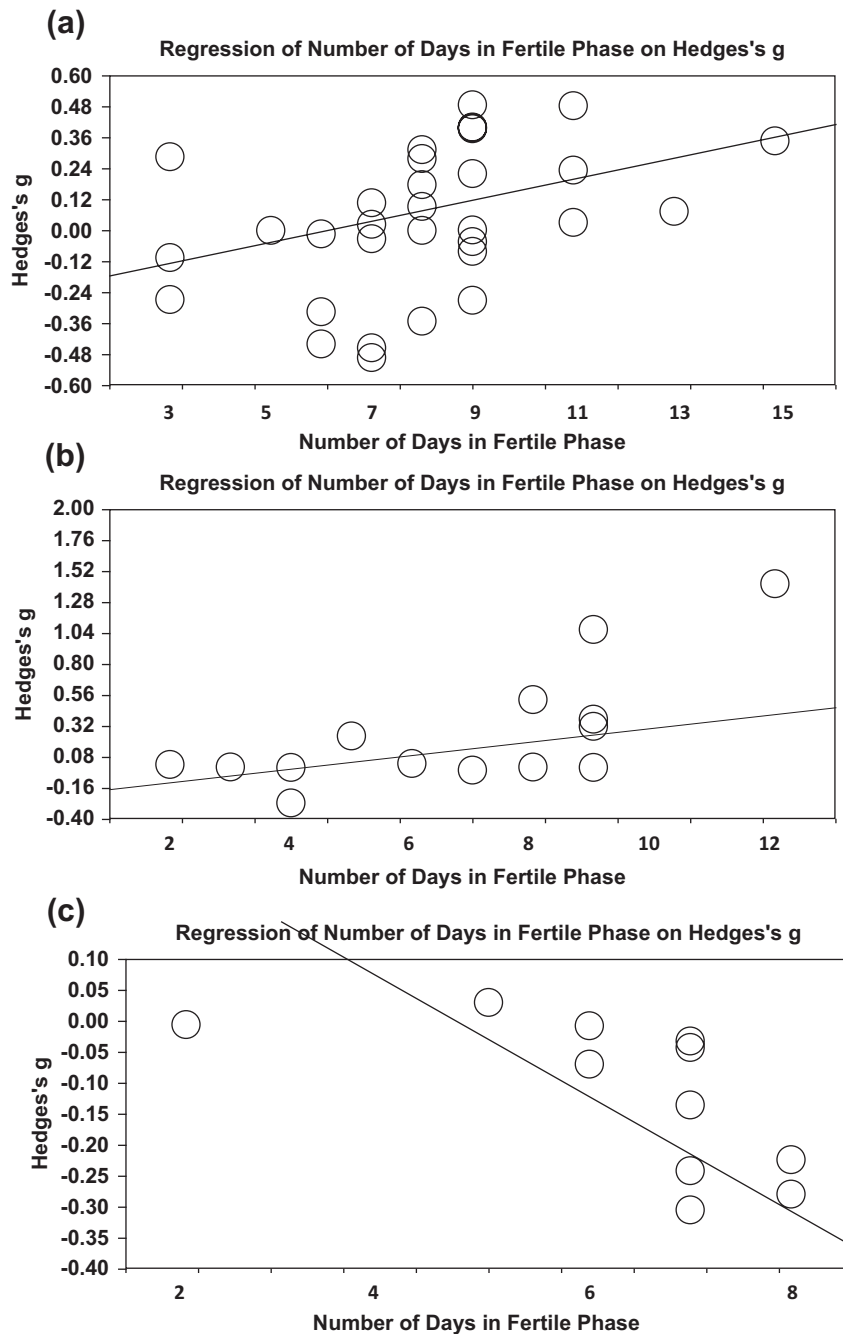 (a)
Regression of Number of Days in Fertile Phase on Hedges's g
0.60
0.48
0.36
0.24
0.12
0.00
-0.12
-0.24
-0.36
-0.48
-0.60
Hedges's g
3 5 7 9 11 13 15
Number of Days in Fertile Phase
(b)
Regression of Number of Days in Fertile Phase on Hedges's g
2.00
1.76
1.52
1.28
1.04
0.80
0.56
0.32
0.08
-0.16
-0.40
Hedges's g
2 4 6 8 10 12
Number of Days in Fertile Phase
(c)
Regression of Number of Days in Fertile Phase on Hedges's g
0.10
0.05
0.00
-0.05
-0.10
-0.15
-0.20
-0.25
-0.30
-0.35
-0.40
Hedges's g
2 4 6 8
Number of Days in Fertile Phase